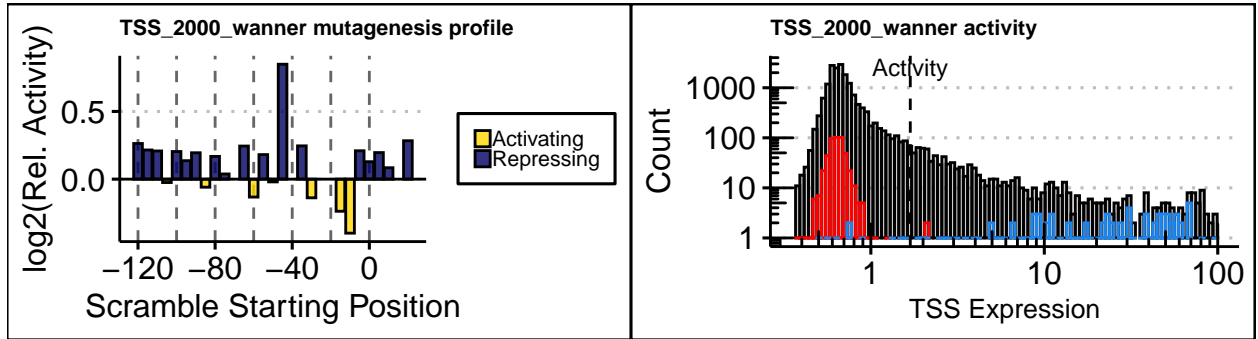 TSS_2000_wanner mutagenesis profile
log2(Rel. Activity)
0.5
0.0
−120
−80
−40
0
Scramble Starting Position
Activating
Repressing
TSS_2000_wanner activity
Activity
Count
1000
100
10
1
1
10
100
TSS Expression